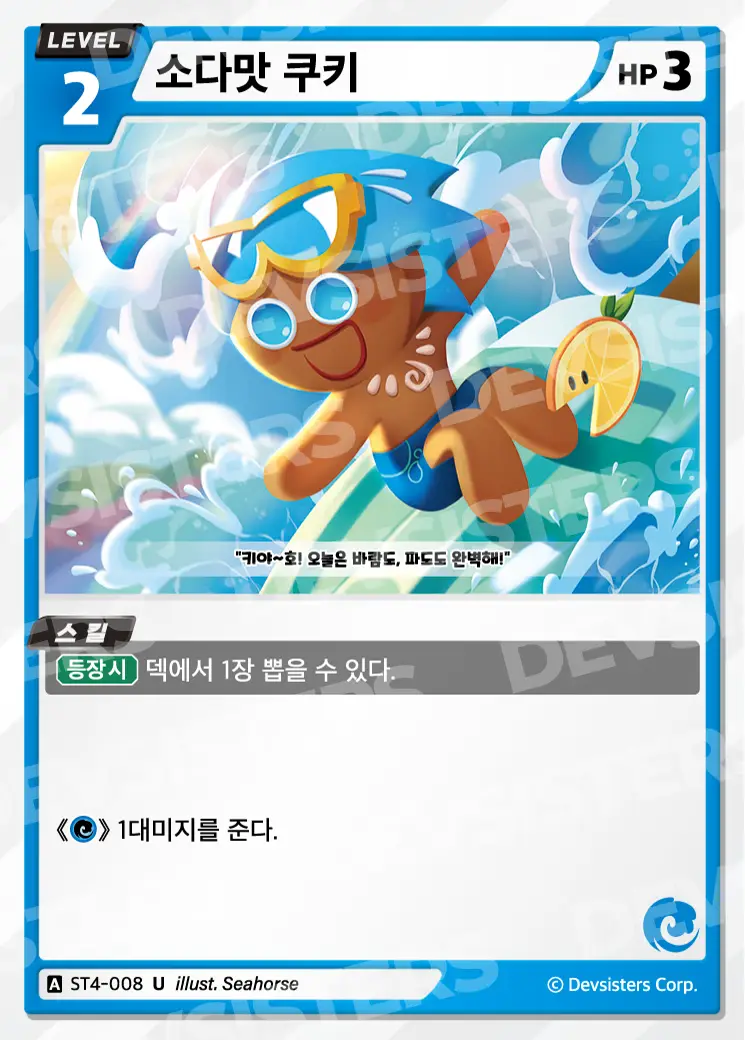 LEVEL
2
소다맛 쿠키
HP 3
"키야~호! 오늘은 바람도, 파도도 완벽해!"
스킬
등장시 덱에서 1장 뽑을 수 있다.
《 》 1대미지를 준다.
A ST4-008 U illust. Seahorse
© Devsisters Corp.
DEVSISTERS